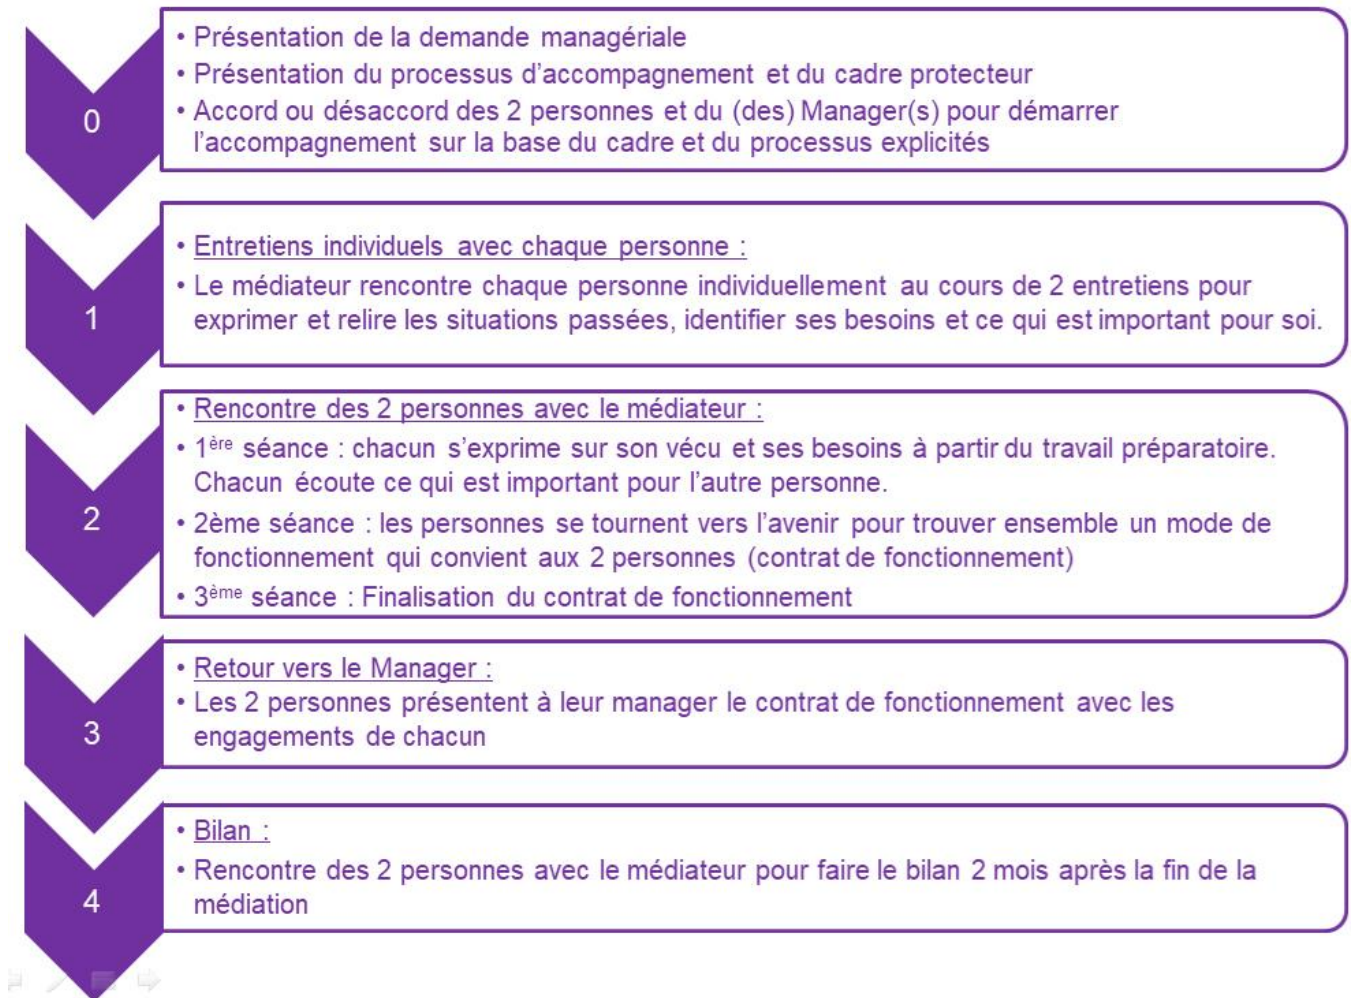 0
• Présentation de la demande managériale
• Présentation du processus d’accompagnement et du cadre protecteur
• Accord ou désaccord des 2 personnes et du (des) Manager(s) pour démarrer
l’accompagnement sur la base du cadre et du processus explicités
1
• Entretiens individuels avec chaque personne :
• Le médiateur rencontre chaque personne individuellement au cours de 2 entretiens pour
exprimer et relire les situations passées, identifier ses besoins et ce qui est important pour soi.
2
• Rencontre des 2 personnes avec le médiateur :
• 1ère séance : chacun s’exprime sur son vécu et ses besoins à partir du travail préparatoire.
Chacun écoute ce qui est important pour l’autre personne.
• 2ème séance : les personnes se tournent vers l’avenir pour trouver ensemble un mode de
fonctionnement qui convient aux 2 personnes (contrat de fonctionnement)
• 3ème séance : Finalisation du contrat de fonctionnement
3
• Retour vers le Manager :
• Les 2 personnes présentent à leur manager le contrat de fonctionnement avec les
engagements de chacun
4
• Bilan :
• Rencontre des 2 personnes avec le médiateur pour faire le bilan 2 mois après la fin de la
médiation